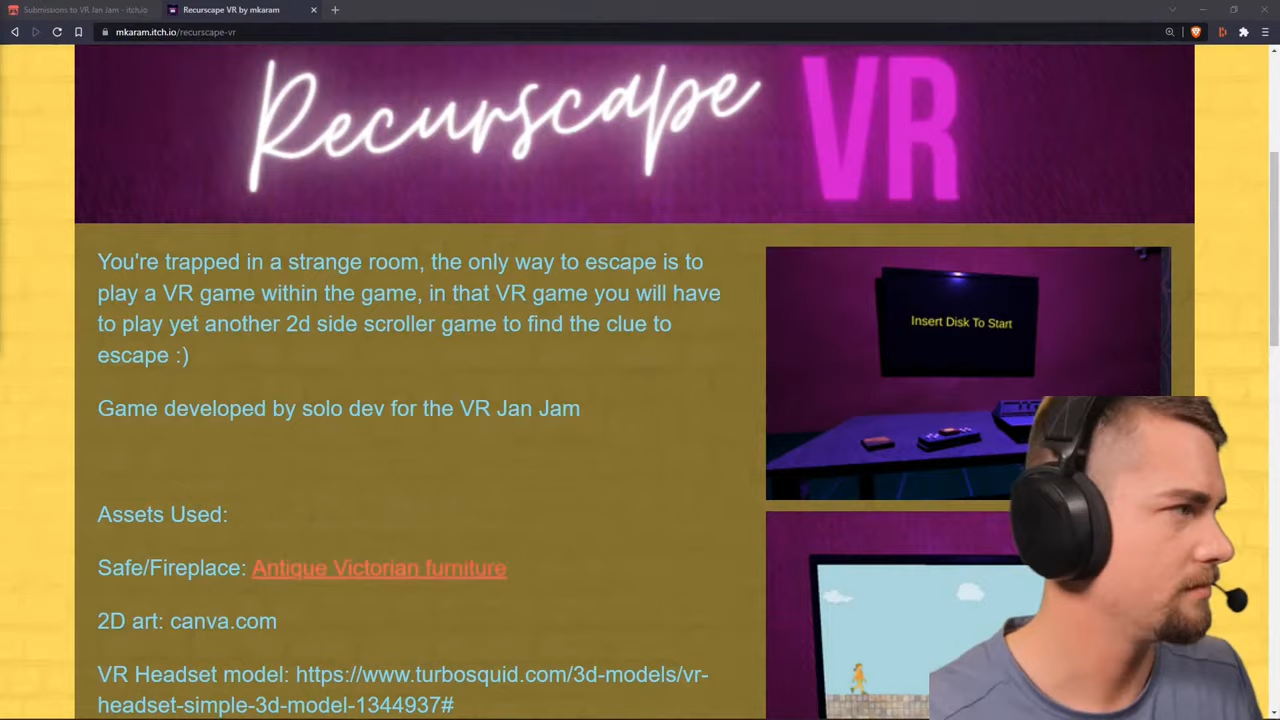 Submissions to VR Jan Jam - itch.io
Recurscape VR by mkaram
mkaram.itch.io/recurscape-vr
Recurscape VR
You're trapped in a strange room, the only way to escape is to
play a VR game within the game, in that VR game you will have
to play yet another 2d side scroller game to find the clue to
escape :)
Insert Disk To Start
Game developed by solo dev for the VR Jan Jam
Assets Used:
Safe/Fireplace: Antique Victorian furniture
2D art: canva.com
VR Headset model: https://www.turbosquid.com/3d-models/vr-
headset-simple-3d-model-1344937#